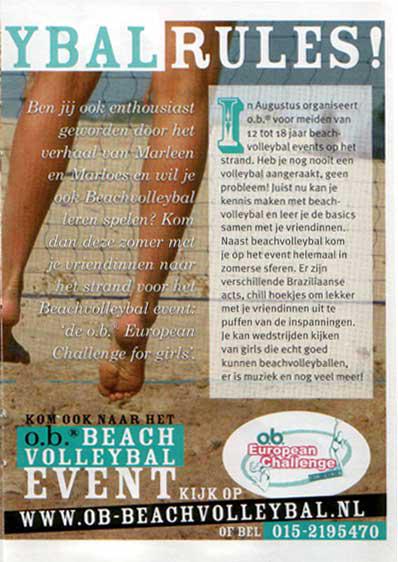 YBAL RULES!
Ben jij ook enthousiast
geworden door het
verhaal van Marleen
en Marloes en wil je
ook Beachvolleybal
leren spelen? Kom
dan deze zomer met
je vriendinnen naar
het strand voor het
Beachvolleybal event:
'de o.b.® European
Challenge for girls'.
In Augustus organiseert
o.b.® voor meiden van
12 tot 18 jaar beach-
volleybal events op het
strand. Heb je nog nooit een
volleybal aangeraakt, geen
probleem! Juist nu kan je
kennis maken met beach-
volleybal en leer je de basics
samen met je vriendinnen.
Naast beachvolleybal kom
je op het event helemaal in
zomerse sferen. Er zijn
verschillende Braziliaanse
acts, chill hoekjes om lekker
met je vriendinnen uit te
puffen van de inspanningen.
Je kan wedstrijden kijken
van girls die echt goed
kunnen beachvolleyballen,
er is muziek en nog veel meer!
KOM OOK NAAR HET
o.b.® BEACH
VOLLEYBAL
EVENT KIJK OP
WWW.OB-BEACHVOLLEYBAL.NL
OF BEL 015-2195470
o.b.
European
Challenge